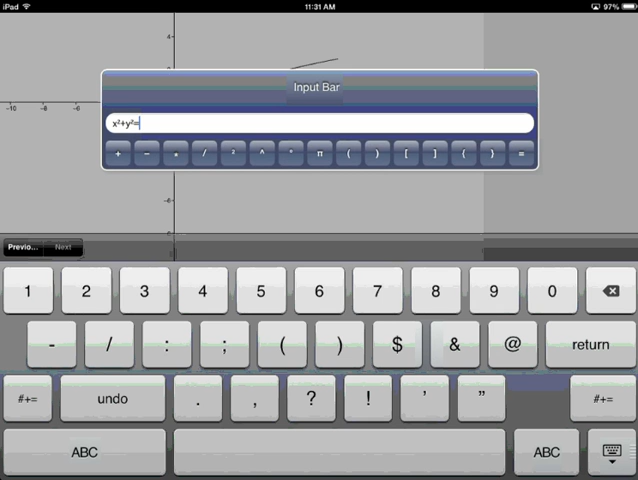 iPad 11:31 AM 97%
4
Input Bar
-10 -8 -6
x²+y²=
+ − * / ² ^ ° π ( ) [ ] { } =
-6
Previo... Next
1 2 3 4 5 6 7 8 9 0
- / : ; ( ) $ & @ return
#+= undo . , ? ! ' ” #+=
ABC ABC